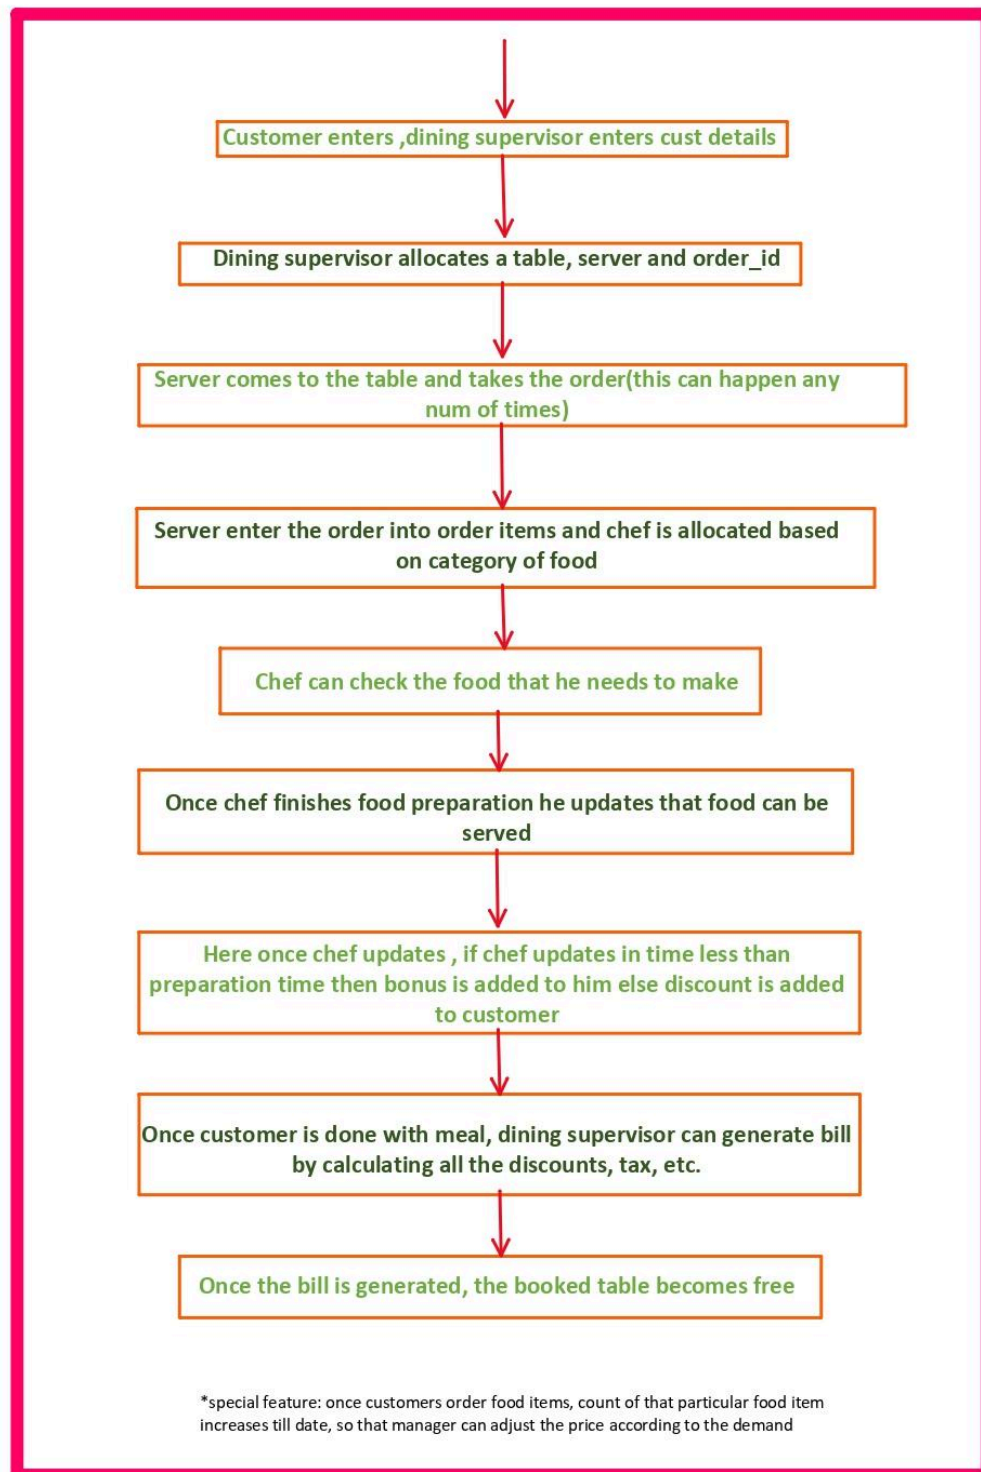 Customer enters ,dining supervisor enters cust details
Dining supervisor allocates a table, server and order_id
Server comes to the table and takes the order(this can happen any
num of times)
Server enter the order into order items and chef is allocated based
on category of food
Chef can check the food that he needs to make
Once chef finishes food preparation he updates that food can be
served
Here once chef updates , if chef updates in time less than
preparation time then bonus is added to him else discount is added
to customer
Once customer is done with meal, dining supervisor can generate bill
by calculating all the discounts, tax, etc.
Once the bill is generated, the booked table becomes free
*special feature: once customers order food items, count of that particular food item
increases till date, so that manager can adjust the price according to the demand